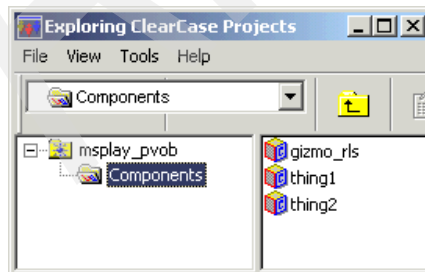 Exploring ClearCase Projects
File View Tools Help
Components
msplay_pvob
Components
gizmo_rls
thing1
thing2